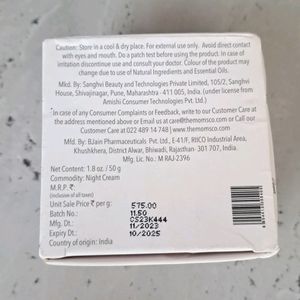 Caution: Store in a cool & dry place. For external use only. Avoid direct contact
with eyes and mouth. Do a patch test before using the product. In case of
irritation discontinue use and consult your doctor. Colour of the product may
change due to use of Natural Ingredients and Essential Oils.
Mkd. By: Sanghvi Beauty and Technologies Private Limited, 105/2, Sanghvi
House, Shivajinagar, Pune, Maharashtra - 411 005, India. (under license from
Amishi Consumer Technologies Pvt. Ltd.)
In case of any Consumer Complaints or Feedback, write to our Customer Care at
the address mentioned above or Email us at care@themomsco.com or call our
Customer Care at 022 489 14 748 | www.themomsco.com
Mfg. By: BJain Pharmaceuticals Pvt. Ltd., E-41/F, RIICO Industrial Area,
Khushkhera, District Alwar, Bhiwadi, Rajasthan- 301 707, India.
Mfg. Lic. No.: M RAJ-2396
Net Content: 1.8 oz. / 50 g
Commodity: Night Cream
M.R.P ₹:
(Inclusive of all taxes)
575.00
Unit Sale Price ₹ per g:
11.50
Batch No.:
CS23K444
Mfg. Dt.:
11/2023
Expiry Dt.:
10/2025
Country of origin: India